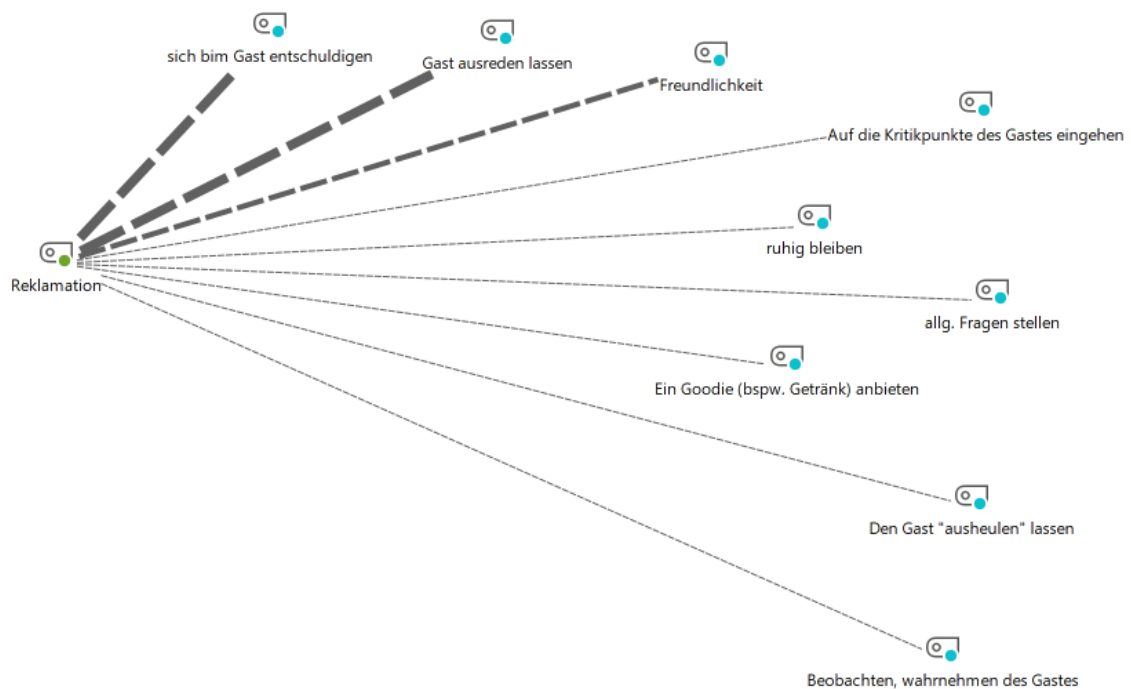 sich bim Gast entschuldigen
Gast ausreden lassen
Freundlichkeit
Auf die Kritikpunkte des Gastes eingehen
ruhig bleiben
Reklamation
allg. Fragen stellen
Ein Goodie (bspw. Getränk) anbieten
Den Gast "ausheulen" lassen
Beobachten, wahrnehmen des Gastes